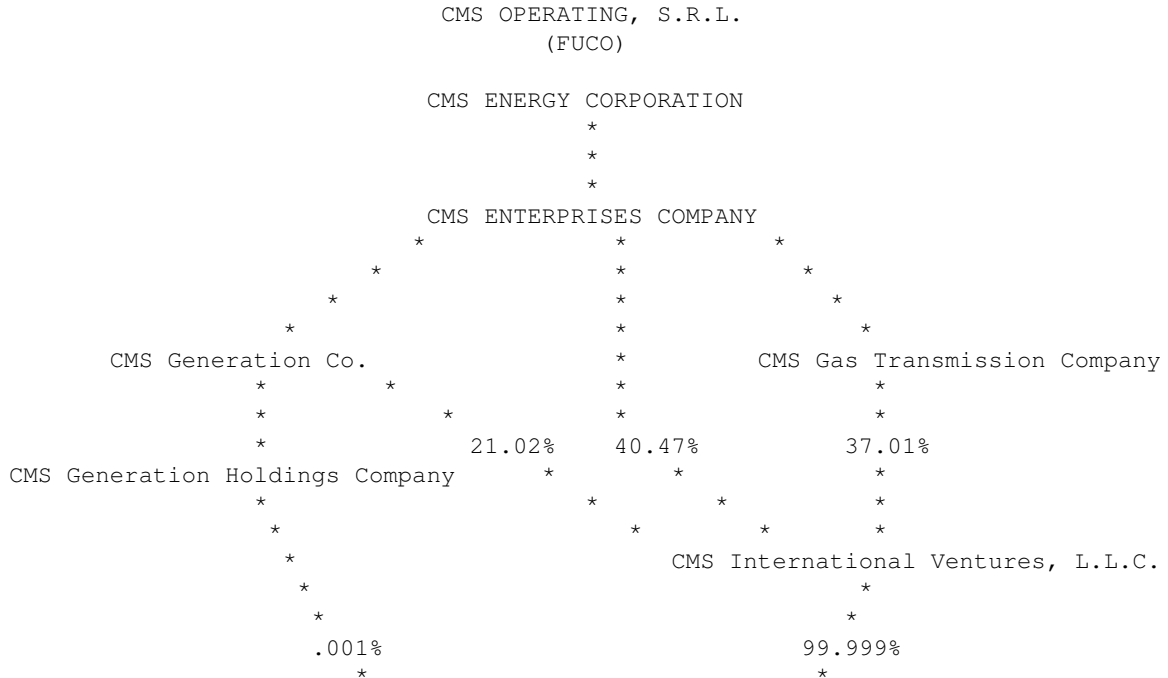 CMS OPERATING, S.R.L.
(FUCO)
CMS ENERGY CORPORATION
*
*
*
CMS ENTERPRISES COMPANY
* * *
* * *
* * *
* * *
CMS Generation Co. * CMS Gas Transmission Company
* * * *
* * * *
* 21.02% 40.47% 37.01%
CMS Generation Holdings Company * * *
* * * *
* * * *
* CMS International Ventures, L.L.C.
* *
* *
.001% 99.999%
* *